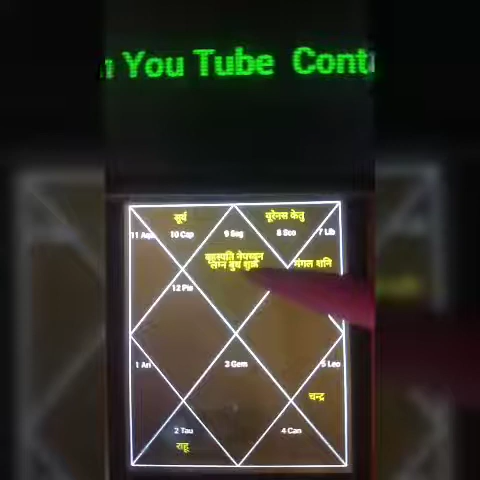 You Tube Cont
सूर्य
यूरेनस केतु
11 Aqu
10 Cap
9 Sag
8 Sco
7 Lib
बृहस्पति नेपच्यून
लग्न बुध शुक्र
मंगल शनि
12 Pis
1 Ari
3 Gem
5 Leo
चन्द्र
2 Tau
राहू
4 Can